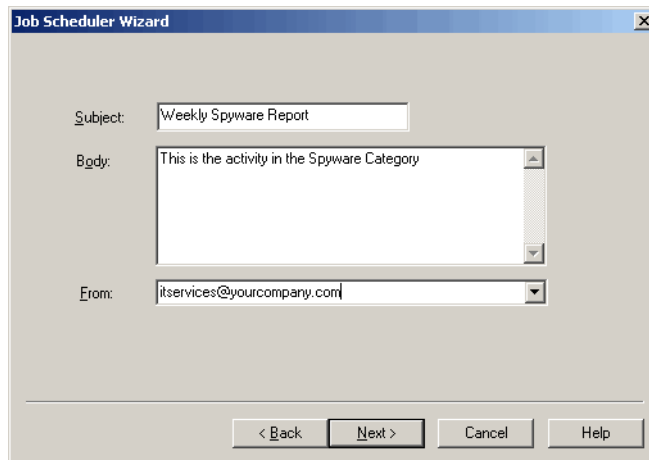 Job Scheduler Wizard
Subject: Weekly Spyware Report
Body: This is the activity in the Spyware Category
From: itservices@yourcompany.com
< Back Next > Cancel Help